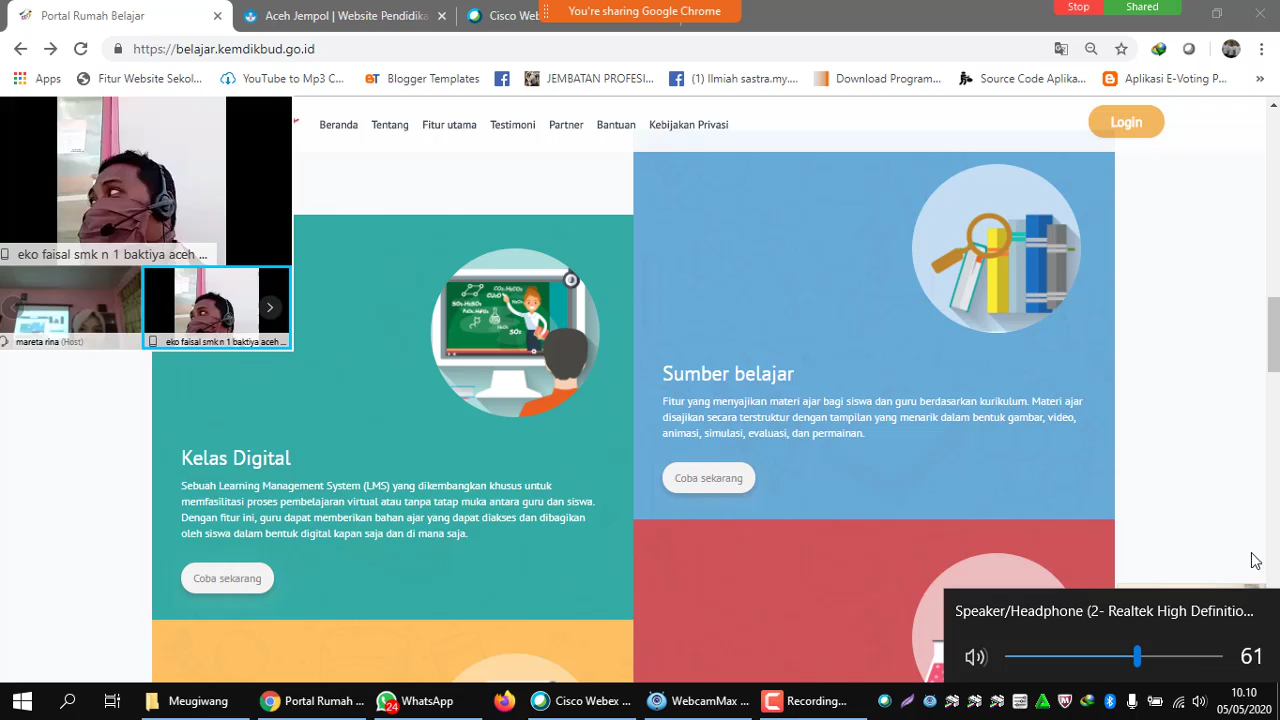 Portal Rumah Belajar
Aceh Jempol | Website Pendidika
Cisco Web
You're sharing Google Chrome
Stop
Shared
https://belajar.kemdikbud.go.id
Apps
Fitur Website Sekol...
YouTube to Mp3 C...
Blogger Templates
JEMBATAN PROFESI...
(1) Ilmiah sastra.my....
Download Program...
Source Code Aplika...
Aplikasi E-Voting P...
Beranda
Tentang
Fitur utama
Testimoni
Partner
Bantuan
Kebijakan Privasi
Login
eko faisal smk n 1 baktiya aceh ...
mareta rina (Host)
eko faisal smk n 1 baktiya aceh ...
Sumber belajar
Fitur yang menyajikan materi ajar bagi siswa dan guru berdasarkan kurikulum. Materi ajar
disajikan secara terstruktur dengan tampilan yang menarik dalam bentuk gambar, video,
animasi, simulasi, evaluasi, dan permainan.
Coba sekarang
Kelas Digital
Sebuah Learning Management System (LMS) yang dikembangkan khusus untuk
memfasilitasi proses pembelajaran virtual atau tanpa tatap muka antara guru dan siswa.
Dengan fitur ini, guru dapat memberikan bahan ajar yang dapat diakses dan dibagikan
oleh siswa dalam bentuk digital kapan saja dan di mana saja.
Coba sekarang
Speaker/Headphone (2- Realtek High Definitio...
61
Meugiwang
Portal Rumah ...
24
WhatsApp
Cisco Webex ...
WebcamMax ...
Recording...
10.10
05/05/2020